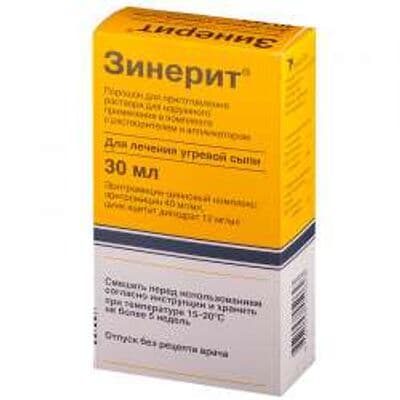 Зинерит®
Порошок для приготовления
раствора для наружного
применения в комплекте
с растворителем и аппликатором
Для лечения угревой сыпи
30 мл
Эритромицин-цинковый комплекс:
эритромицин 40 мг/мл,
цинка ацетат дигидрат 12 мг/мл
Смешать перед использованием
согласно инструкции и хранить
при температуре 15-20°C
не более 5 недель
Отпуск без рецепта врача